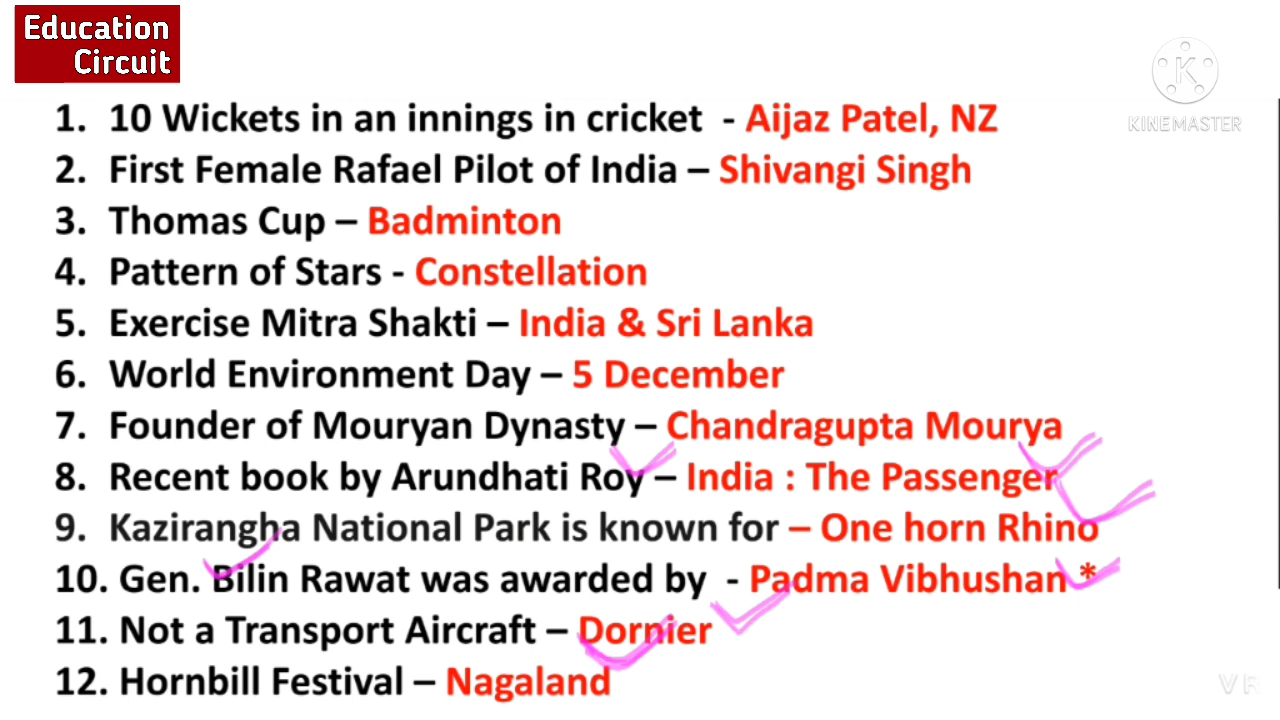 Education
Circuit
K
KINEMASTER
1. 10 Wickets in an innings in cricket - Aijaz Patel, NZ
2. First Female Rafael Pilot of India – Shivangi Singh
3. Thomas Cup – Badminton
4. Pattern of Stars - Constellation
5. Exercise Mitra Shakti – India & Sri Lanka
6. World Environment Day – 5 December
7. Founder of Mouryan Dynasty – Chandragupta Mourya
8. Recent book by Arundhati Roy – India : The Passenger
9. Kazirangha National Park is known for – One horn Rhino
10. Gen. Bilin Rawat was awarded by - Padma Vibhushan *
11. Not a Transport Aircraft – Dornier
12. Hornbill Festival – Nagaland
VR